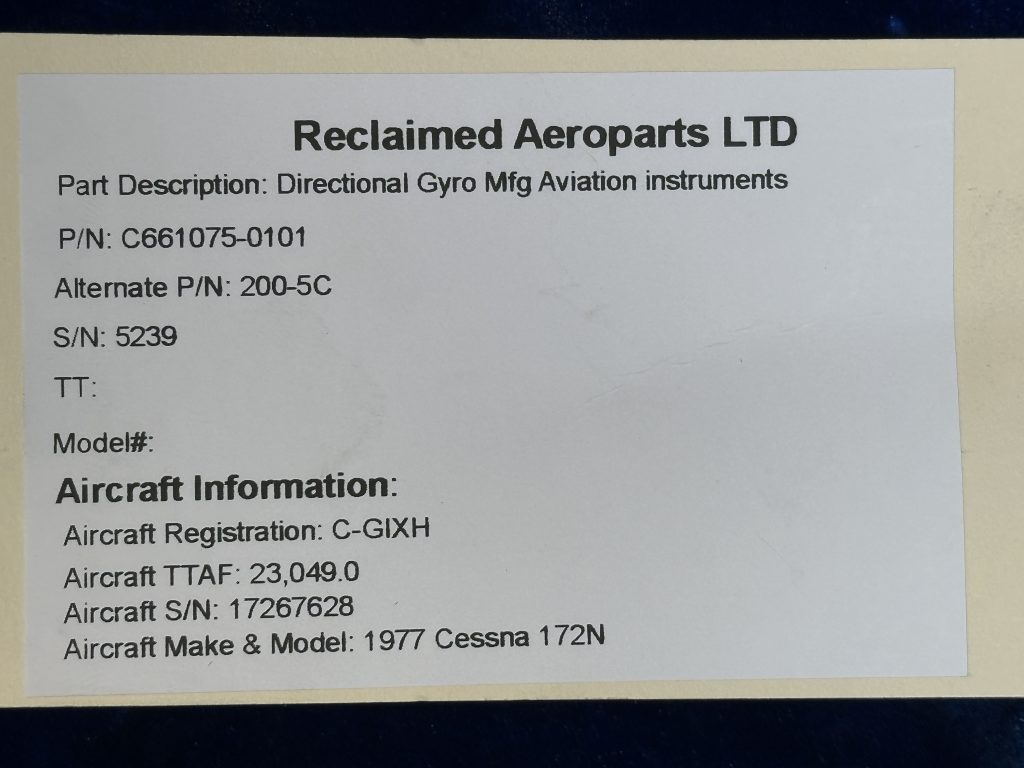 Reclaimed Aeroparts LTD
Part Description: Directional Gyro Mfg Aviation instruments
P/N: C661075-0101
Alternate P/N: 200-5C
S/N: 5239
TT:
Model#:
Aircraft Information:
Aircraft Registration: C-GIXH
Aircraft TTAF: 23,049.0
Aircraft S/N: 17267628
Aircraft Make & Model: 1977 Cessna 172N